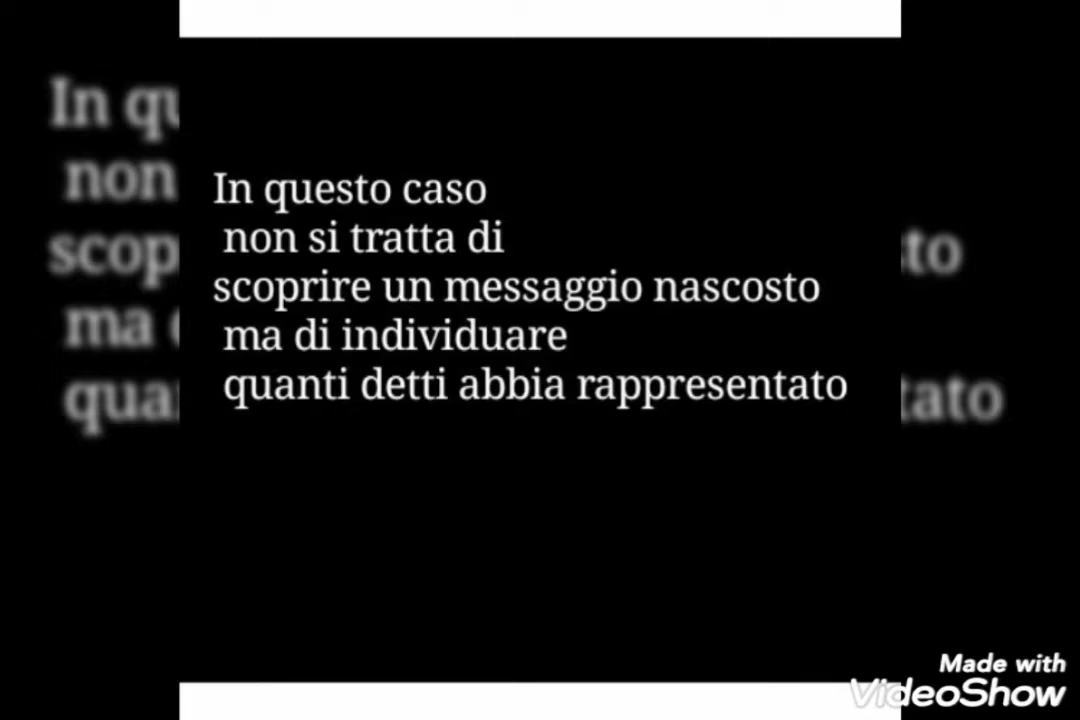 In questo caso
non si tratta di
scoprire un messaggio nascosto
ma di individuare
quanti detti abbia rappresentato
Made with
VideoShow